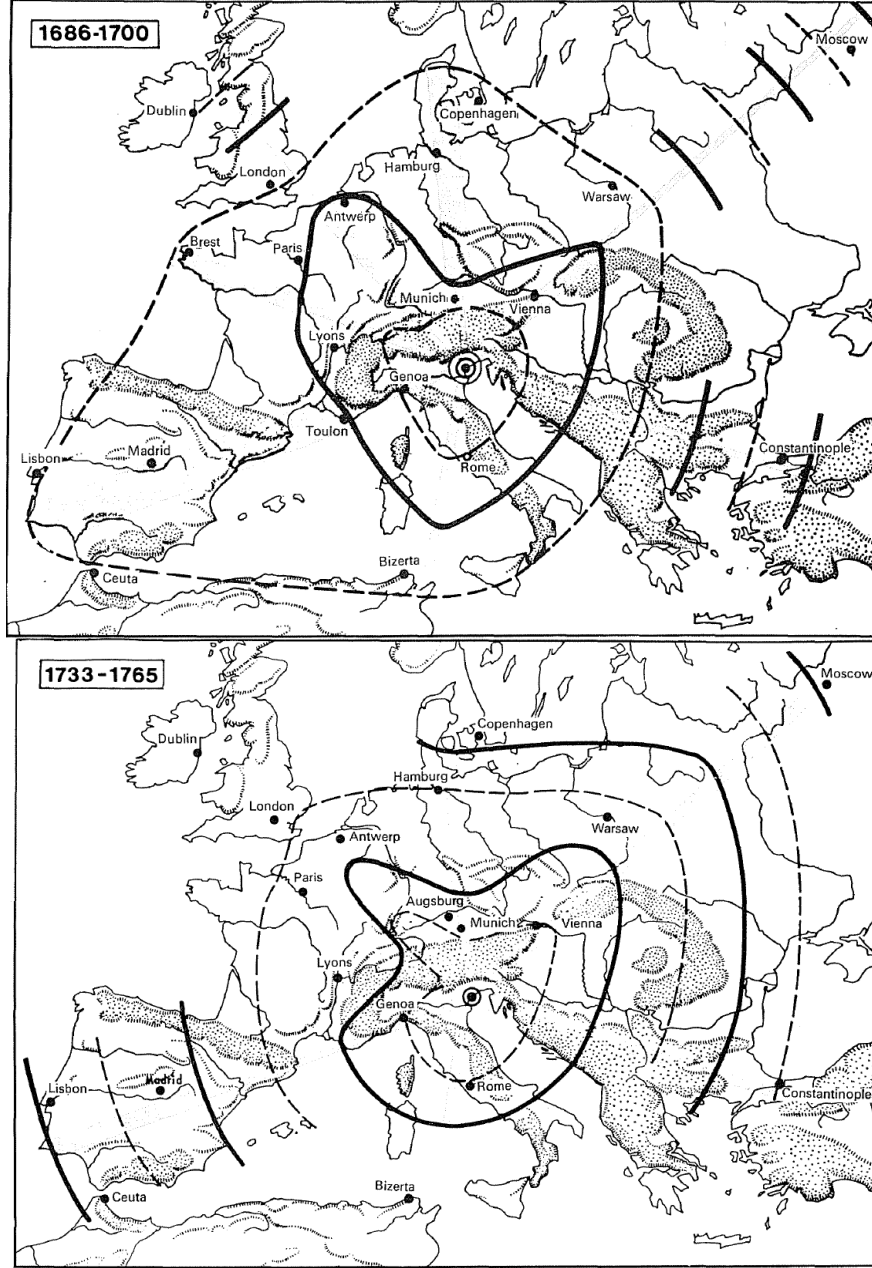 1686-1700
Moscow
Dublin
Copenhagen
Hamburg
London
Warsaw
Antwerp
Brest
Paris
Munich
Vienna
Lyons
Genoa
Toulon
Lisbon
Madrid
Rome
Constantinople
Ceuta
Bizerta
1733-1765
Moscow
Copenhagen
Dublin
Hamburg
London
Warsaw
Antwerp
Paris
Augsburg
Munich
Vienna
Lyons
Genoa
Lisbon
Madrid
Rome
Constantinople
Ceuta
Bizerta